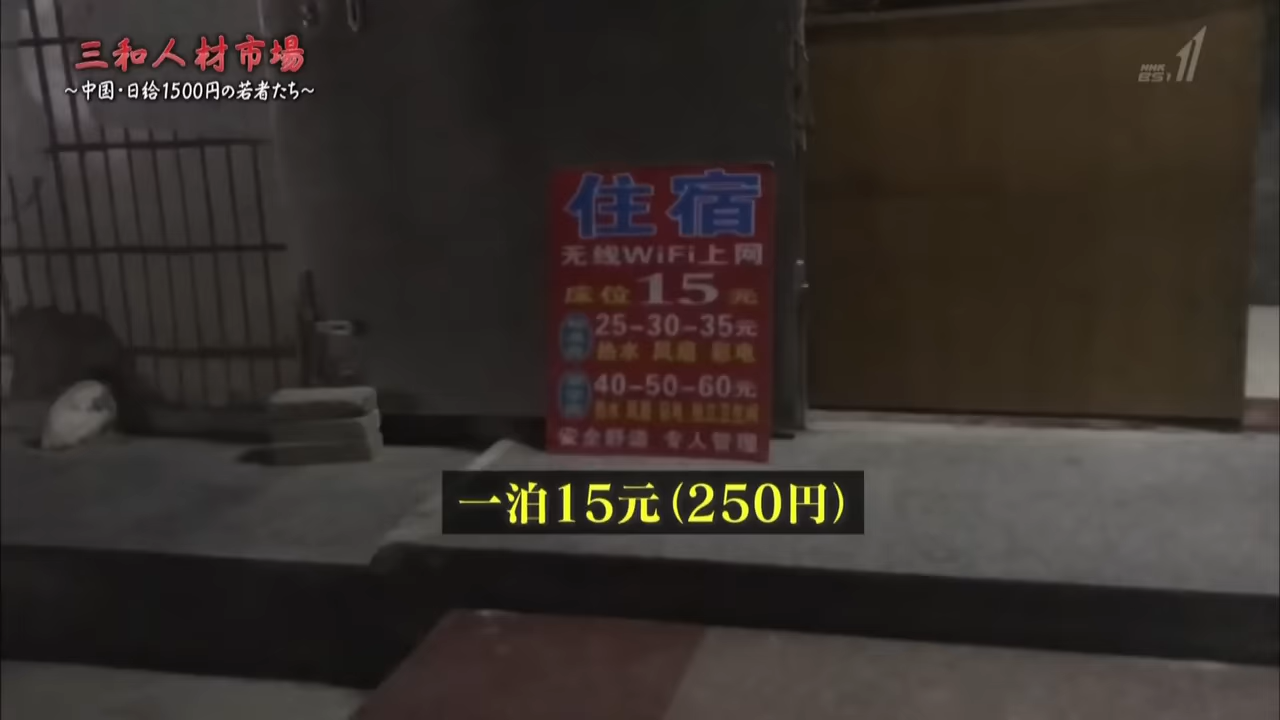 三和人材市場
～中国・日給1500円の若者たち～
NHK
BS1
住宿
无线WiFi上网
床位15元
25-30-35元
热水 风扇 彩电
40-50-60元
安全舒适 专人管理
一泊15元(250円)